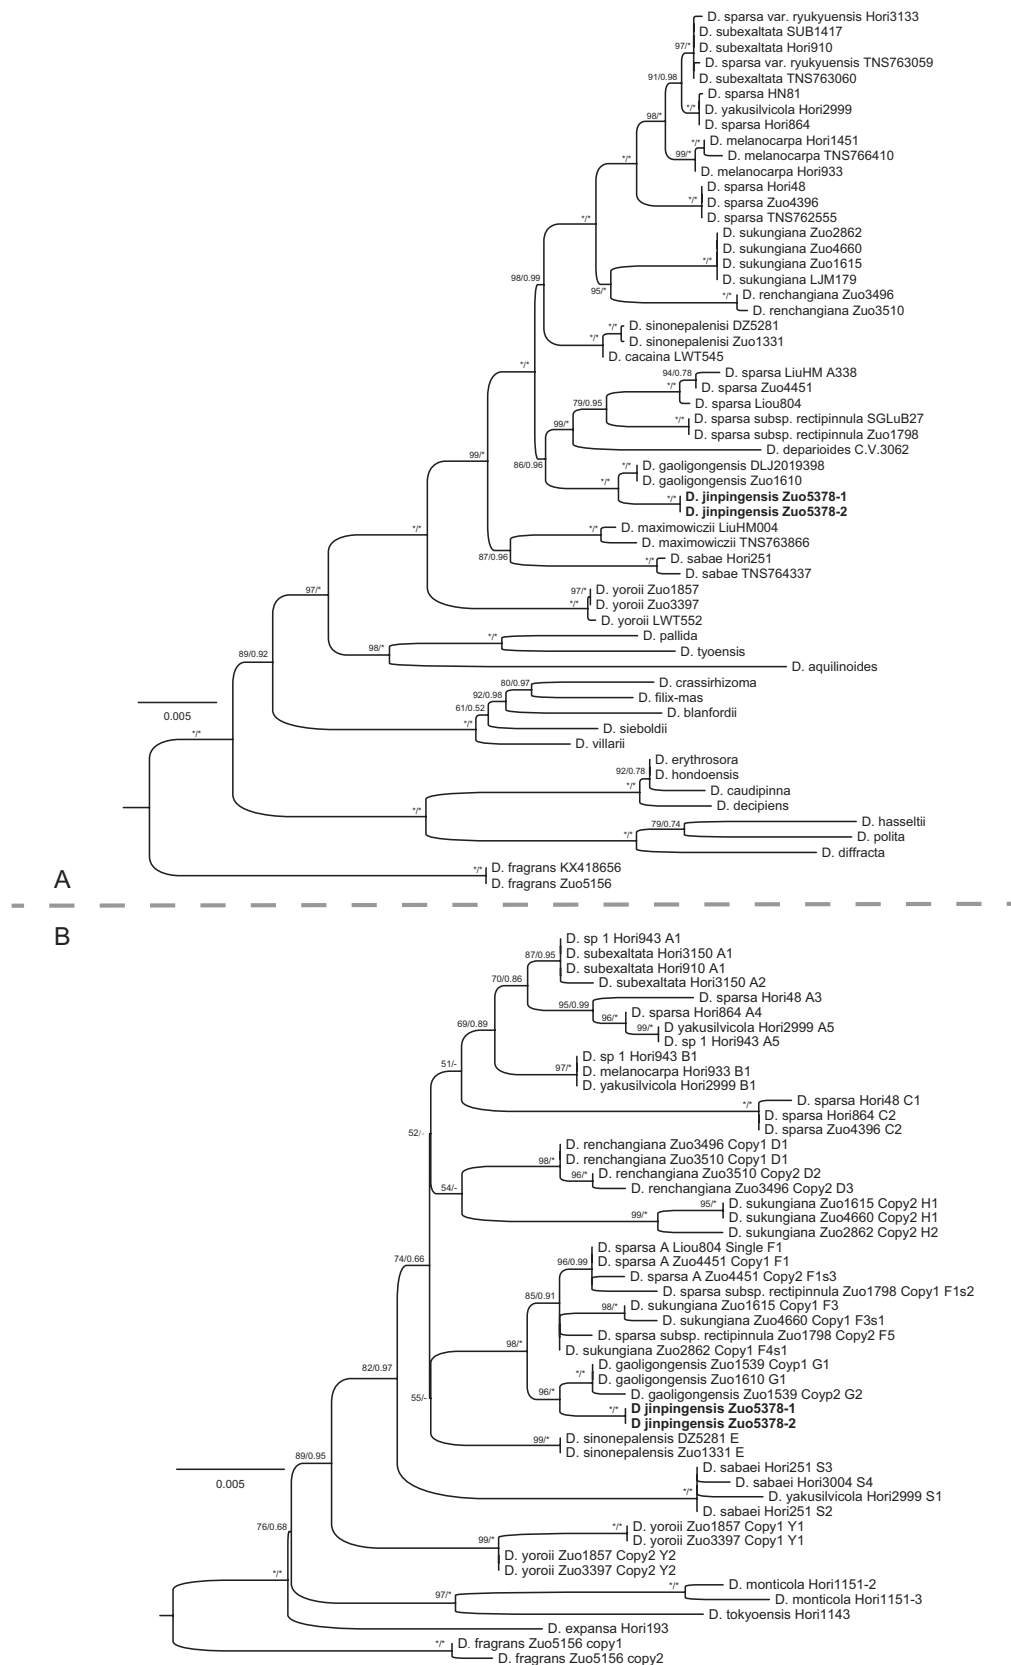 D. sparsa var. ryukyuensis Hori3133
D. subexaltata SUB1417
D. subexaltata Hori910
97/*
D. sparsa var. ryukyuensis TNS763059
91/0.98
D. subexaltata TNS763060
D. sparsa HN81
*/*
D. yakusilvicola Hori2999
98/*
D. sparsa Hori864
*/*
D. melanocarpa Hori1451
99/*
D. melanocarpa TNS766410
*/*
D. melanocarpa Hori933
D. sparsa Hori48
*/*
D. sparsa Zuo4396
*/*
D. sparsa TNS762555
D. sukungiana Zuo2862
D. sukungiana Zuo4660
*/*
D. sukungiana Zuo1615
98/0.99
D. sukungiana LJM179
95/*
*/*
D. renchangiana Zuo3496
D. renchangiana Zuo3510
*/*
D. sinonepalenisi DZ5281
*/*
D. sinonepalenisi Zuo1331
D. cacaina LWT545
*/*
94/0.78
D. sparsa LiuHM A338
*/*
D. sparsa Zuo4451
79/0.95
D. sparsa Liou804
*/*
D. sparsa subsp. rectipinnula SGLuB27
99/*
D. sparsa subsp. rectipinnula Zuo1798
D. deparioides C.V.3062
99/*
86/0.96
*/*
D. gaoligongensis DLJ2019398
*/*
D. gaoligongensis Zuo1610
*/*
D. jinpingensis Zuo5378-1
D. jinpingensis Zuo5378-2
*/*
*/*
D. maximowiczii LiuHM004
D. maximowiczii TNS763866
87/0.96
*/*
D. sabae Hori251
D. sabae TNS764337
97/*
97/*
D. yoroii Zuo1857
*/*
D. yoroii Zuo3397
D. yoroii LWT552
*/*
D. pallida
98/*
D. tyoensis
89/0.92
D. aquilinoides
80/0.97
D. crassirhizoma
92/0.98
D. filix-mas
61/0.52
D. blanfordii
0.005
*/*
D. sieboldii
*/*
D. villarii
D. erythrosora
92/0.78
D. hondoensis
*/*
D. caudipinna
*/*
D. decipiens
79/0.74
D. hasseltii
*/*
D. polita
D. diffracta
*/*
D. fragrans KX418656
A
D. fragrans Zuo5156
B
D. sp 1 Hori943 A1
87/0.95
D. subexaltata Hori3150 A1
D. subexaltata Hori910 A1
70/0.86
D. subexaltata Hori3150 A2
95/0.99
D. sparsa Hori48 A3
96/*
D. sparsa Hori864 A4
69/0.89
99/*
D yakusilvicola Hori2999 A5
D. sp 1 Hori943 A5
D. sp 1 Hori943 B1
51/-
97/*
D. melanocarpa Hori933 B1
D. yakusilvicola Hori2999 B1
*/*
D. sparsa Hori48 C1
D. sparsa Hori864 C2
52/-
D. sparsa Zuo4396 C2
D. renchangiana Zuo3496 Copy1 D1
98/*
D. renchangiana Zuo3510 Copy1 D1
96/*
D. renchangiana Zuo3510 Copy2 D2
54/-
D. renchangiana Zuo3496 Copy2 D3
95/*
D. sukungiana Zuo1615 Copy2 H1
99/*
D. sukungiana Zuo4660 Copy2 H1
D. sukungiana Zuo2862 Copy2 H2
D. sparsa A Liou804 Single F1
74/0.66
96/0.99
D. sparsa A Zuo4451 Copy1 F1
D. sparsa A Zuo4451 Copy2 F1s3
D. sparsa subsp. rectipinnula Zuo1798 Copy1 F1s2
85/0.91
98/*
D. sukungiana Zuo1615 Copy1 F3
D. sukungiana Zuo4660 Copy1 F3s1
D. sparsa subsp. rectipinnula Zuo1798 Copy2 F5
98/*
D. sukungiana Zuo2862 Copy1 F4s1
82/0.97
D. gaoligongensis Zuo1539 Coyp1 G1
*/*
D. gaoligongensis Zuo1610 G1
96/*
D. gaoligongensis Zuo1539 Coyp2 G2
55/-
*/*
D jinpingensis Zuo5378-1
D jinpingensis Zuo5378-2
99/*
D. sinonepalensis DZ5281 E
D. sinonepalensis Zuo1331 E
89/0.95
D. sabaei Hori251 S3
D. sabaei Hori3004 S4
0.005
*/*
D. yakusilvicola Hori2999 S1
D. sabaei Hori251 S2
76/0.68
*/*
D. yoroii Zuo1857 Copy1 Y1
99/*
D. yoroii Zuo3397 Copy1 Y1
D. yoroii Zuo1857 Copy2 Y2
D. yoroii Zuo3397 Copy2 Y2
*/*
*/*
D. monticola Hori1151-2
97/*
D. monticola Hori1151-3
D. tokyoensis Hori1143
D. expansa Hori193
*/*
D. fragrans Zuo5156 copy1
D. fragrans Zuo5156 copy2